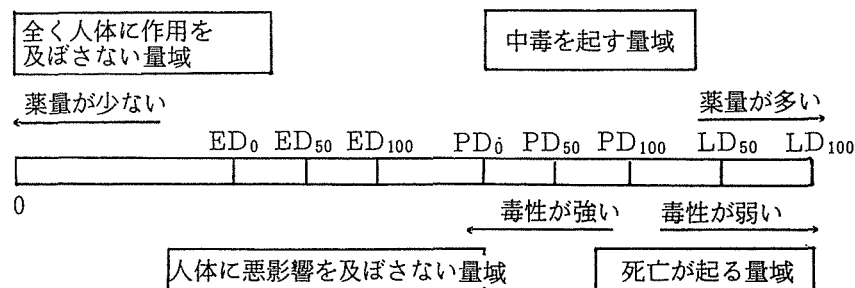 全く人体に作用を
及ぼさない量域
中毒を起す量域
薬量が少ない
薬量が多い
ED₀ ED₅₀ ED₁₀₀ PD₀ PD₅₀ PD₁₀₀ LD₅₀ LD₁₀₀
0
毒性が強い 毒性が弱い
人体に悪影響を及ぼさない量域 死亡が起る量域